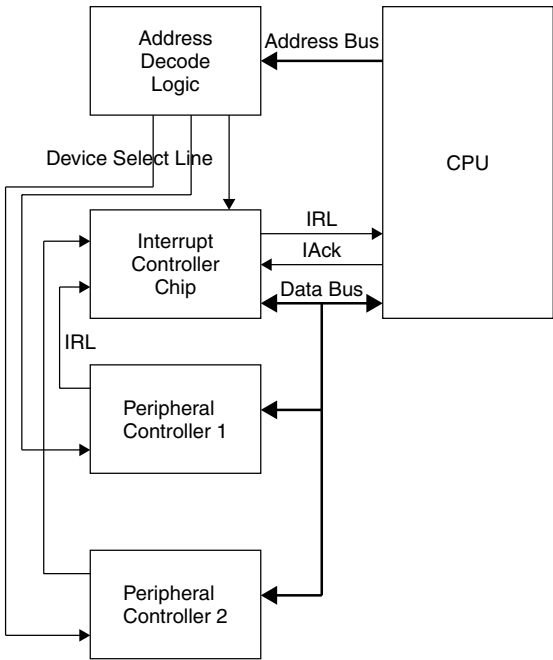 Address
Decode
Logic
Address Bus
CPU
Device Select Line
Interrupt
Controller
Chip
IRL
IAck
Data Bus
IRL
Peripheral
Controller 1
Peripheral
Controller 2